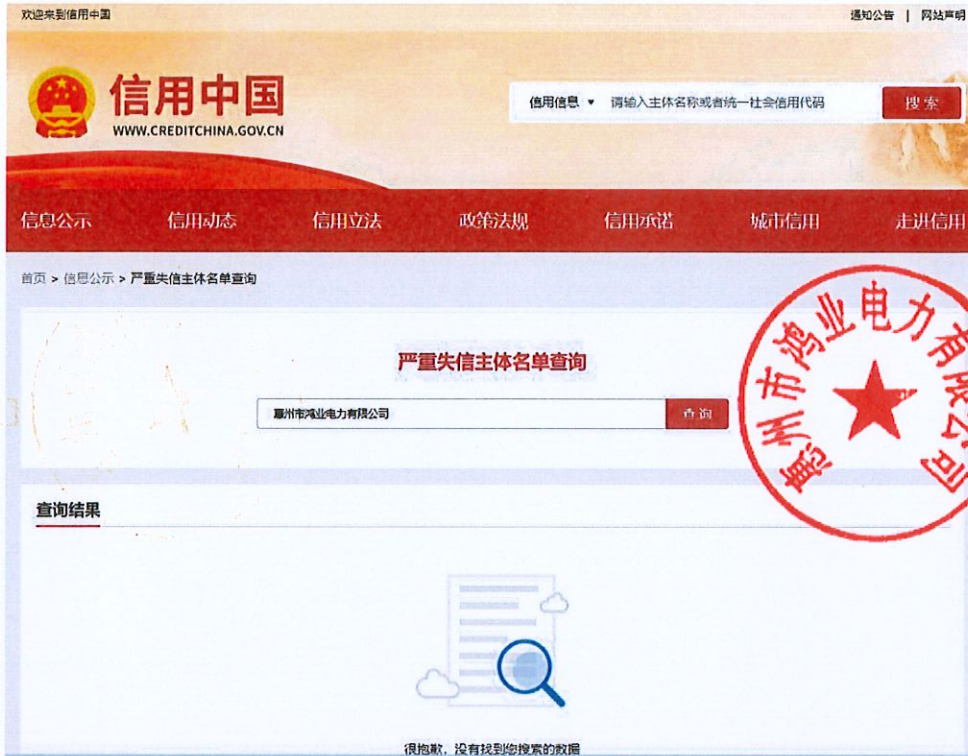 欢迎来到信用中国
通知公告 | 网站声明
信用中国
WWW.CREDITCHINA.GOV.CN
信用信息 ▼ 请输入主体名称或者统一社会信用代码 搜索
信息公示 信用动态 信用立法 政策法规 信用承诺 城市信用 走进信用
首页 > 信息公示 > 严重失信主体名单查询
严重失信主体名单查询
惠州市鸿业电力有限公司 查询
惠州市鸿业电力有限公司
查询结果
很抱歉，没有找到您搜索的数据